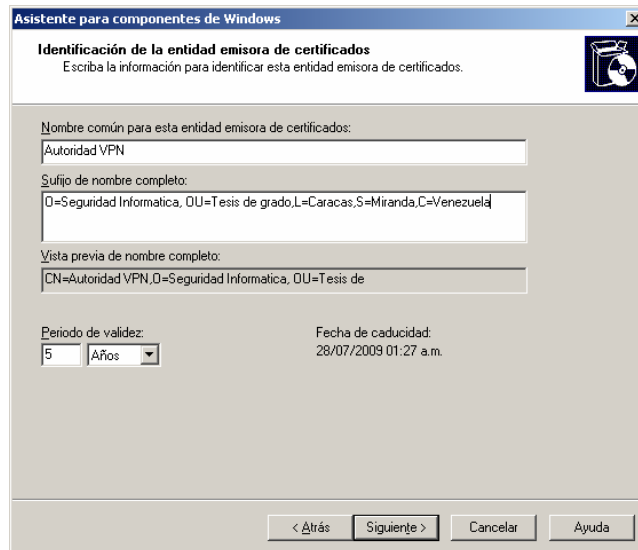 Asistente para componentes de Windows
Identificación de la entidad emisora de certificados
Escriba la información para identificar esta entidad emisora de certificados.
Nombre común para esta entidad emisora de certificados:
Autoridad VPN
Sufijo de nombre completo:
O=Seguridad Informatica, OU=Tesis de grado,L=Caracas,S=Miranda,C=Venezuela
Vista previa de nombre completo:
CN=Autoridad VPN,O=Seguridad Informatica, OU=Tesis de
Periodo de validez: Fecha de caducidad:
5 Años 28/07/2009 01:27 a.m.
< Atrás Siguiente > Cancelar Ayuda